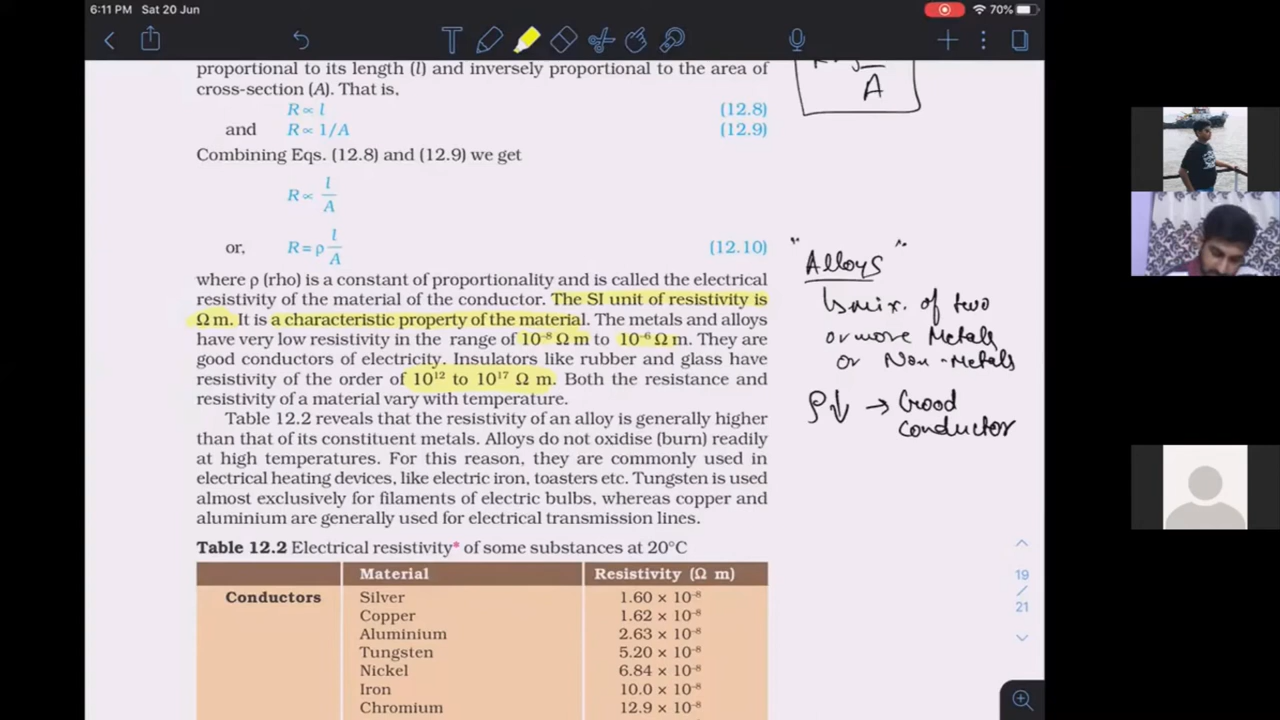 6:11 PM Sat 20 Jun
70%
proportional to its length (l) and inversely proportional to the area of
cross-section (A). That is,
R ∝ l (12.8)
and R ∝ 1/A (12.9)
Combining Eqs. (12.8) and (12.9) we get
R ∝ l/A
or, R = ρ l/A (12.10)
where ρ (rho) is a constant of proportionality and is called the electrical
resistivity of the material of the conductor. The SI unit of resistivity is
Ω m. It is a characteristic property of the material. The metals and alloys
have very low resistivity in the range of 10⁻⁸ Ω m to 10⁻⁶ Ω m. They are
good conductors of electricity. Insulators like rubber and glass have
resistivity of the order of 10¹² to 10¹⁷ Ω m. Both the resistance and
resistivity of a material vary with temperature.
Table 12.2 reveals that the resistivity of an alloy is generally higher
than that of its constituent metals. Alloys do not oxidise (burn) readily
at high temperatures. For this reason, they are commonly used in
electrical heating devices, like electric iron, toasters etc. Tungsten is used
almost exclusively for filaments of electric bulbs, whereas copper and
aluminium are generally used for electrical transmission lines.
Table 12.2 Electrical resistivity* of some substances at 20°C
Material Resistivity (Ω m)
Conductors Silver 1.60 × 10⁻⁸
Copper 1.62 × 10⁻⁸
Aluminium 2.63 × 10⁻⁸
Tungsten 5.20 × 10⁻⁸
Nickel 6.84 × 10⁻⁸
Iron 10.0 × 10⁻⁸
Chromium 12.9 × 10⁻⁸
A
"Alloys"
↳ mix. of two
or more Metals
or Non-Metals
ρ↓ → Good
conductor
19
/
21